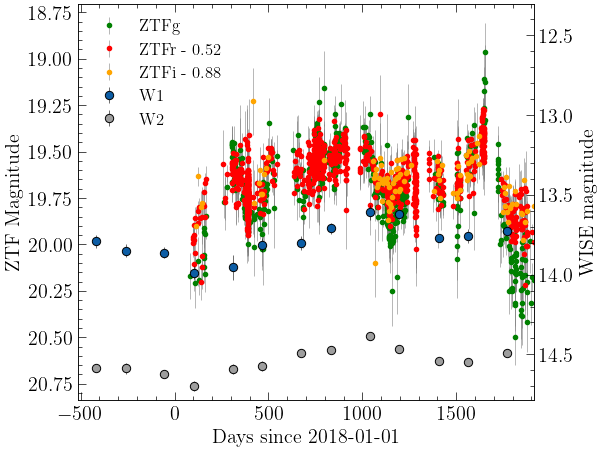 18.75
19.00
19.25
19.50
19.75
20.00
20.25
20.50
20.75
ZTF Magnitude
ZTFg
ZTFr - 0.52
ZTFi - 0.88
W1
W2
12.5
13.0
13.5
14.0
14.5
WISE magnitude
−500
0
500
1000
1500
Days since 2018-01-01